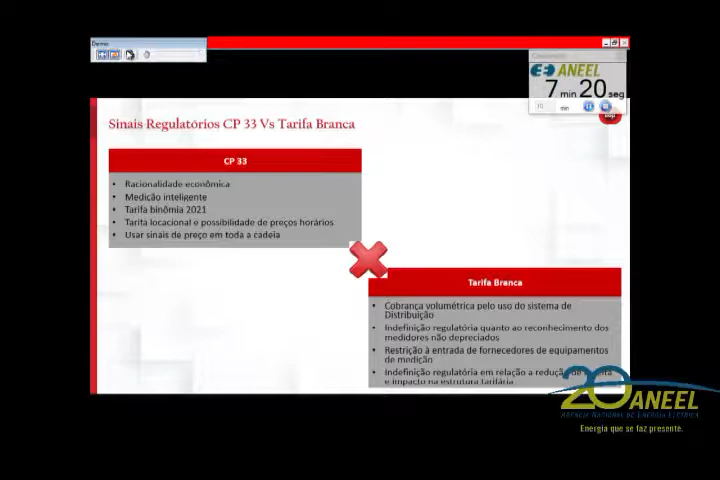 Demo
ANEEL
7 min 20 seg
10 min
Sinais Regulatórios CP 33 Vs Tarifa Branca
CP 33
• Racionalidade econômica
• Medição inteligente
• Tarifa binômia 2021
• Tarifa locacional e possibilidade de preços horários
• Usar sinais de preço em toda a cadeia
Tarifa Branca
• Cobrança volumétrica pelo uso do sistema de
Distribuição
• Indefinição regulatória quanto ao reconhecimento dos
medidores não depreciados
• Restrição à entrada de fornecedores de equipamentos
de medição
• Indefinição regulatória em relação a redução de
e impacto na estrutura tarifária
20 ANEEL
AGÊNCIA NACIONAL DE ENERGIA ELÉTRICA
Energia que se faz presente.